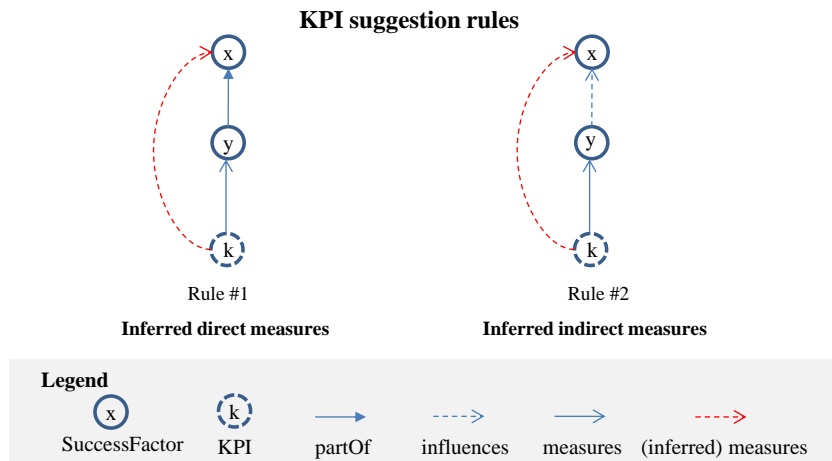 KPI suggestion rules
x x
y y
k k
Rule #1 Rule #2
Inferred direct measures Inferred indirect measures
Legend
x k
SuccessFactor KPI partOf influences measures (inferred) measures